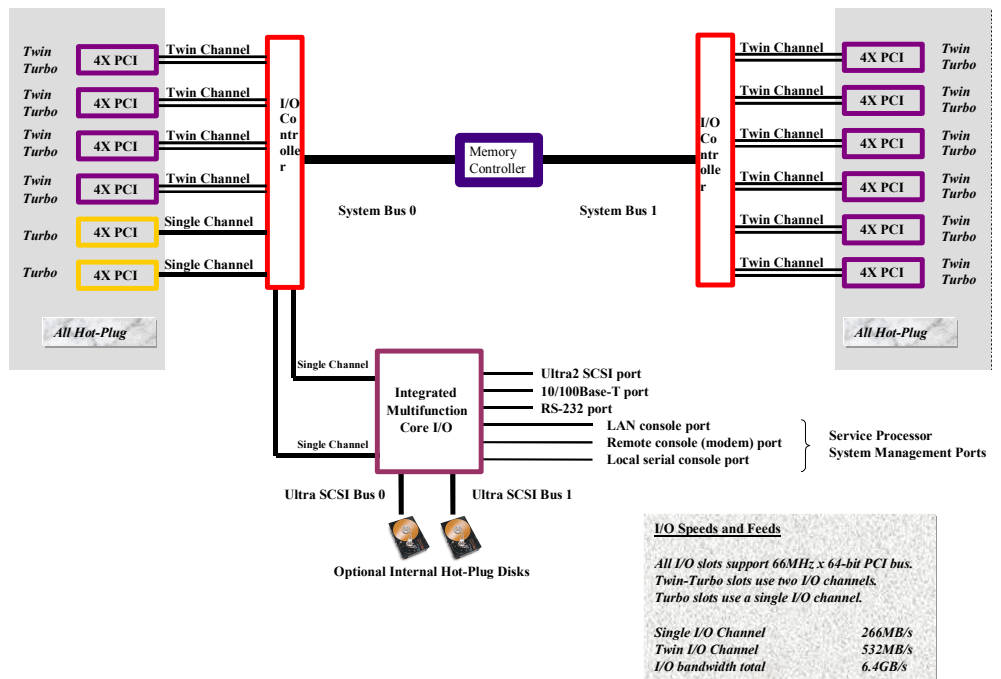 Twin
Turbo
4X PCI
Twin Channel
Twin
Turbo
4X PCI
Twin Channel
Twin
Turbo
4X PCI
Twin Channel
Twin
Turbo
4X PCI
Twin Channel
Turbo
4X PCI
Single Channel
Turbo
4X PCI
Single Channel
All Hot-Plug
I/O
Co
ntr
olle
r
System Bus 0
Memory
Controller
System Bus 1
I/O
Co
ntr
olle
r
Twin Channel
4X PCI
Twin
Turbo
Twin Channel
4X PCI
Twin
Turbo
Twin Channel
4X PCI
Twin
Turbo
Twin Channel
4X PCI
Twin
Turbo
Twin Channel
4X PCI
Twin
Turbo
Twin Channel
4X PCI
Twin
Turbo
All Hot-Plug
Single Channel
Single Channel
Integrated
Multifunction
Core I/O
Ultra2 SCSI port
10/100Base-T port
RS-232 port
LAN console port
Remote console (modem) port
Local serial console port
Service Processor
System Management Ports
Ultra SCSI Bus 0
Ultra SCSI Bus 1
Optional Internal Hot-Plug Disks
I/O Speeds and Feeds
All I/O slots support 66MHz x 64-bit PCI bus.
Twin-Turbo slots use two I/O channels.
Turbo slots use a single I/O channel.
Single I/O Channel 266MB/s
Twin I/O Channel 532MB/s
I/O bandwidth total 6.4GB/s